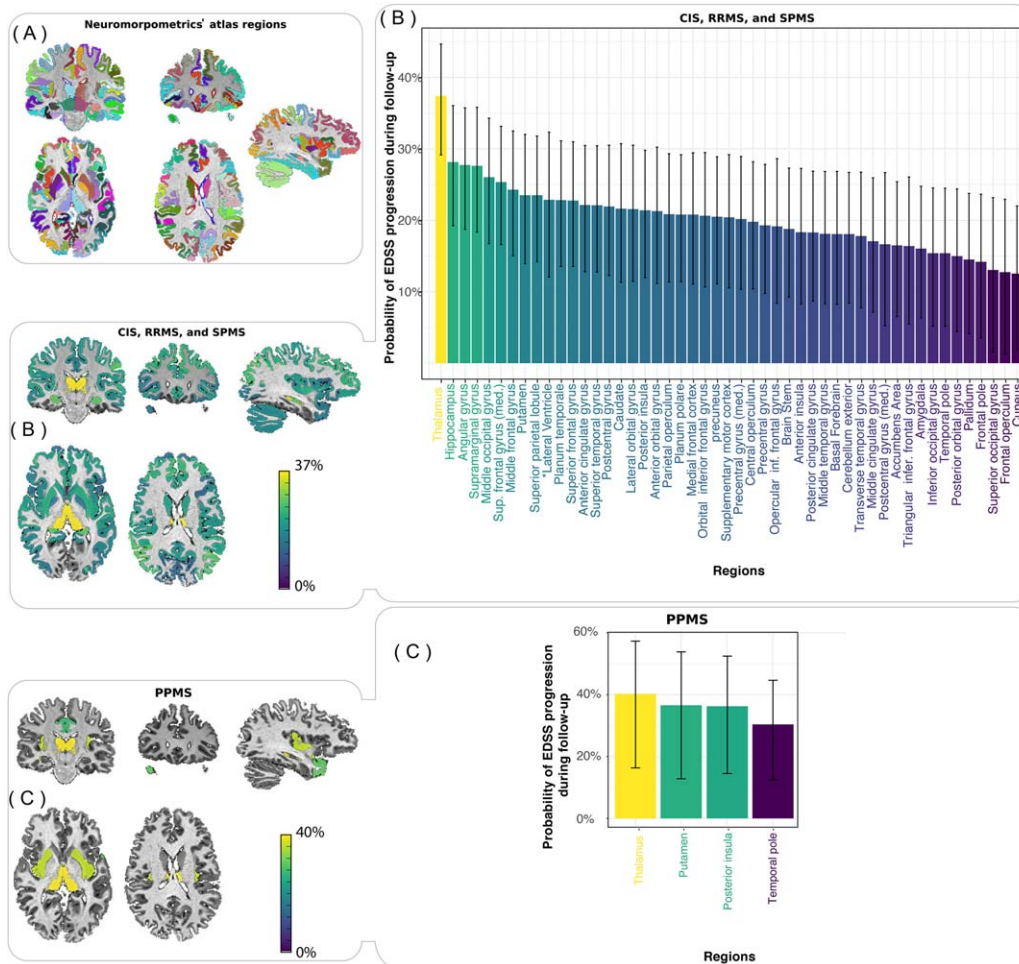 (A)
Neuromorpometrics' atlas regions
CIS, RRMS, and SPMS
(B)
37%
0%
PPMS
(C)
40%
0%
(B)
CIS, RRMS, and SPMS
Probability of EDSS progression during follow-up
40%
30%
20%
10%
Thalamus
Hippocampus
Angular gyrus
Supramarginal gyrus
Middle occipital gyrus
Sup. frontal gyrus (med.)
Middle frontal gyrus
Putamen
Superior parietal lobule
Lateral Ventricle
Planum temporale
Superior frontal gyrus
Anterior cingulate gyrus
Superior temporal gyrus
Postcentral gyrus
Caudate
Lateral orbital gyrus
Posterior insula
Anterior orbital gyrus
Parietal operculum
Planum polare
Medial frontal cortex
Orbital inferior frontal gyrus
precuneus
Supplementary motor cortex
Precentral gyrus (med.)
Central operculum
Precentral gyrus
Opercular inf. frontal gyrus
Brain Stem
Anterior insula
Posterior cingulate gyrus
Middle temporal gyrus
Basal Forebrain
Cerebellum exterior
Transverse temporal gyrus
Middle cingulate gyrus
Postcentral gyrus (med.)
Accumbens Area
Triangular infer. frontal gyrus
Amygdala
Inferior occipital gyrus
Temporal pole
Posterior orbital gyrus
Pallidum
Frontal pole
Superior occipital gyrus
Frontal operculum
Cuneus
Regions
(C)
PPMS
Probability of EDSS progression
during follow-up
60%
40%
20%
0%
Thalamus
Putamen
Posterior insula
Temporal pole
Regions